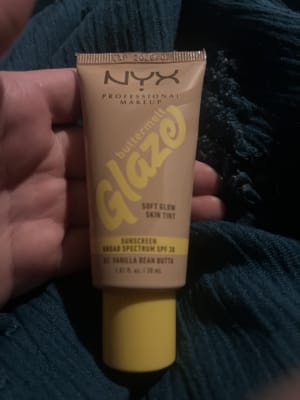 NYX
PROFESSIONAL
MAKEUP
buttermelt
Glaze
SOFT GLOW
SKIN TINT
SUNSCREEN
BROAD SPECTRUM SPF 30
VANILLA BEAN BUTTA
1.01 fl. oz. / 30 mL